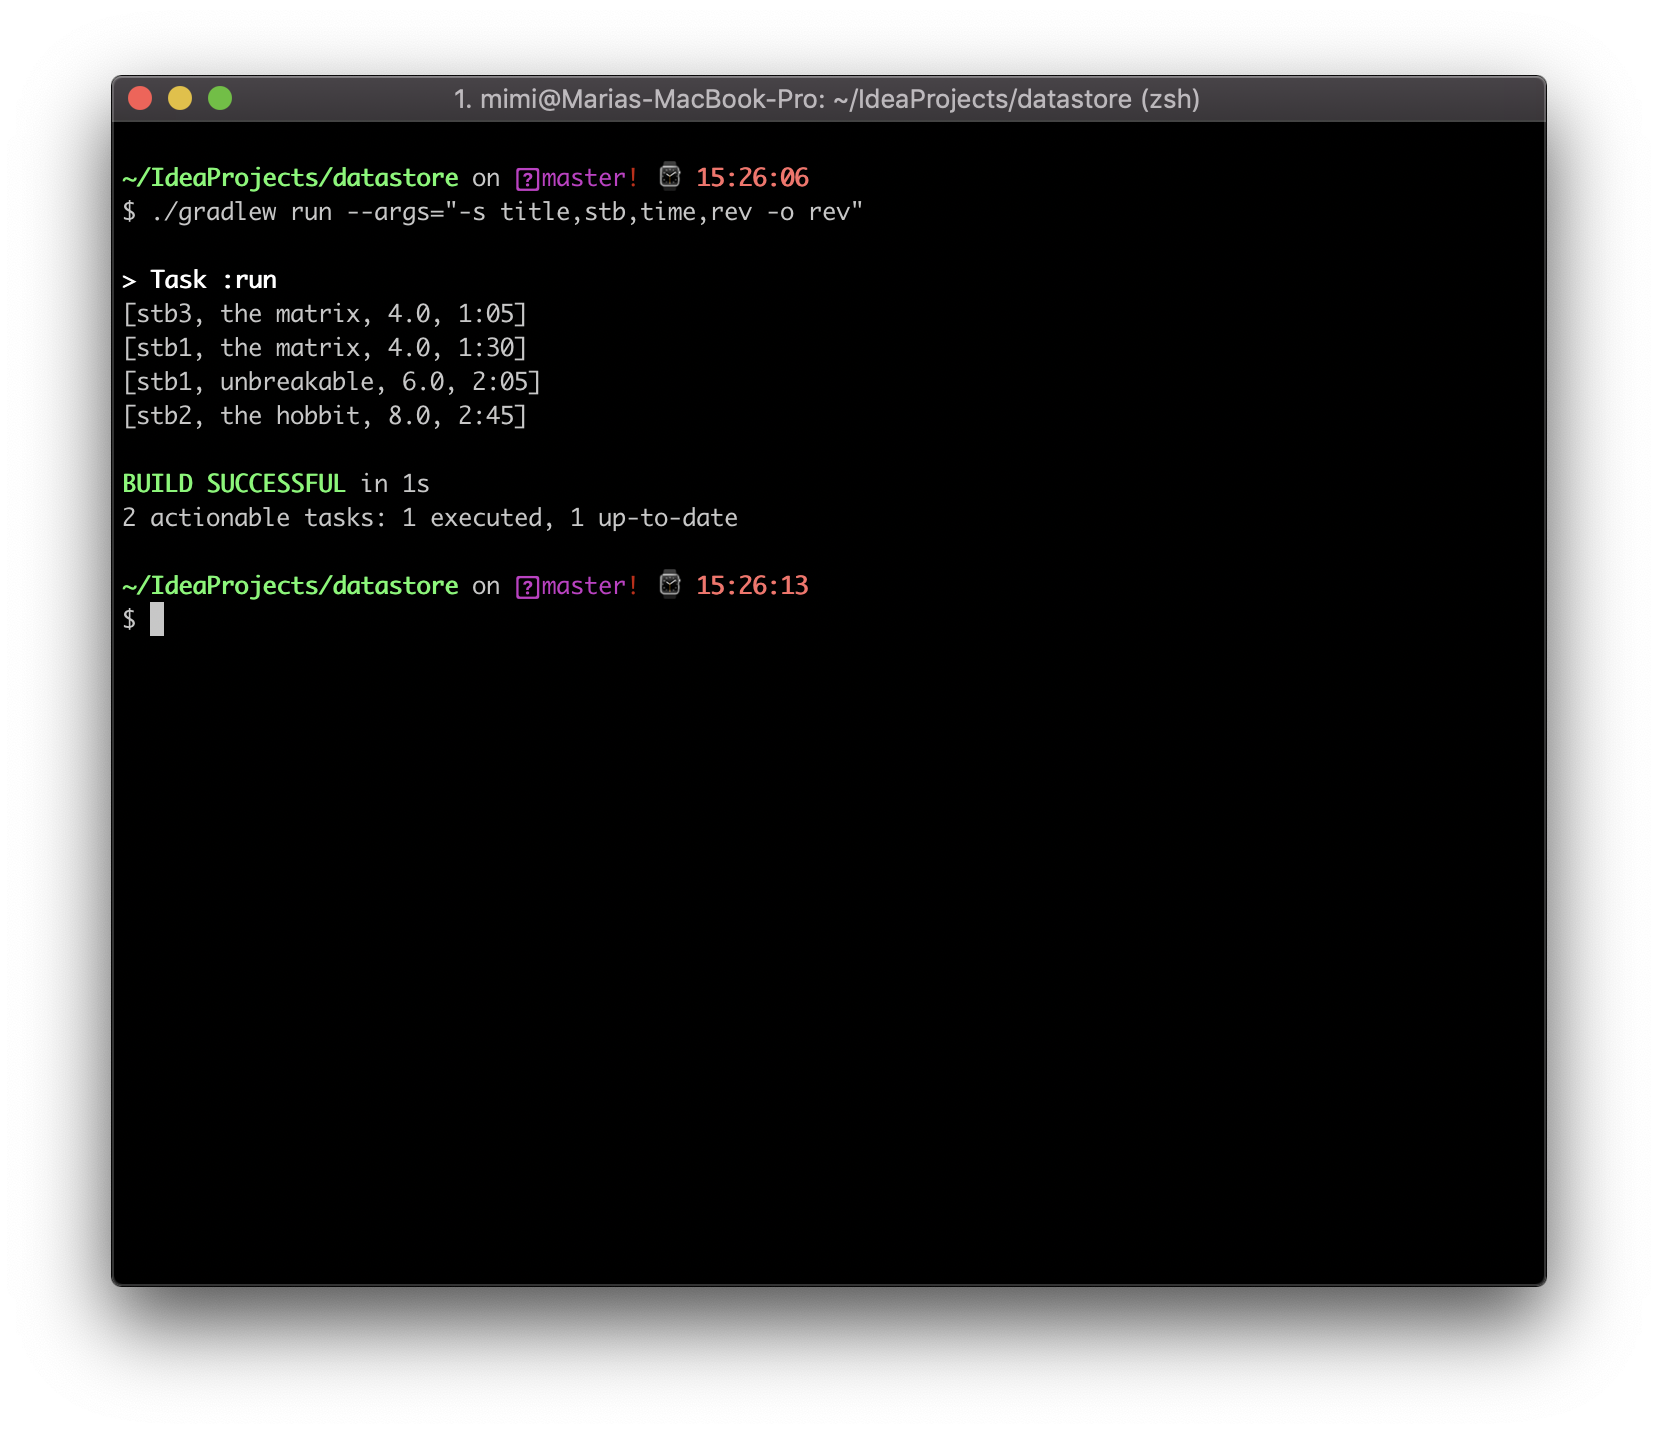 1. mimi@Marias-MacBook-Pro: ~/IdeaProjects/datastore (zsh)
~/IdeaProjects/datastore on ⍰master! ⌚ 15:26:06
$ ./gradlew run --args="-s title,stb,time,rev -o rev"
> Task :run
[stb3, the matrix, 4.0, 1:05]
[stb1, the matrix, 4.0, 1:30]
[stb1, unbreakable, 6.0, 2:05]
[stb2, the hobbit, 8.0, 2:45]
BUILD SUCCESSFUL in 1s
2 actionable tasks: 1 executed, 1 up-to-date
~/IdeaProjects/datastore on ⍰master! ⌚ 15:26:13
$